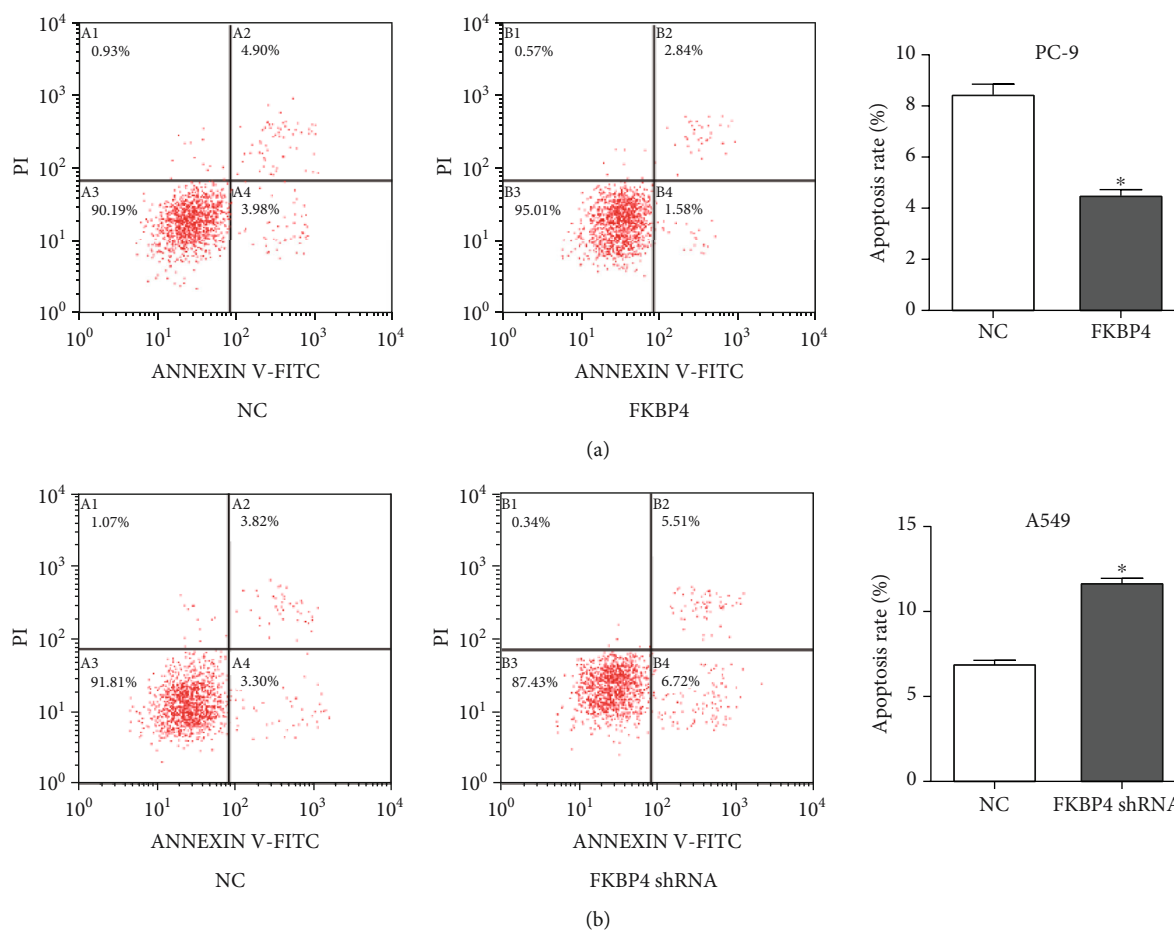 A1
0.93%
A2
4.90%
A3
90.19%
A4
3.98%
10⁴
10³
10²
10¹
10⁰
PI
10⁰ 10¹ 10² 10³ 10⁴
ANNEXIN V-FITC
NC
B1
0.57%
B2
2.84%
B3
95.01%
B4
1.58%
10⁴
10³
10²
10¹
10⁰
PI
10⁰ 10¹ 10² 10³ 10⁴
ANNEXIN V-FITC
FKBP4
PC-9
10
8
6
4
2
0
Apoptosis rate (%)
*
NC FKBP4
(a)
A1
1.07%
A2
3.82%
A3
91.81%
A4
3.30%
10⁴
10³
10²
10¹
10⁰
PI
10⁰ 10¹ 10² 10³ 10⁴
ANNEXIN V-FITC
NC
B1
0.34%
B2
5.51%
B3
87.43%
B4
6.72%
10⁴
10³
10²
10¹
10⁰
PI
10⁰ 10¹ 10² 10³ 10⁴
ANNEXIN V-FITC
FKBP4 shRNA
A549
15
10
5
0
Apoptosis rate (%)
*
NC FKBP4 shRNA
(b)